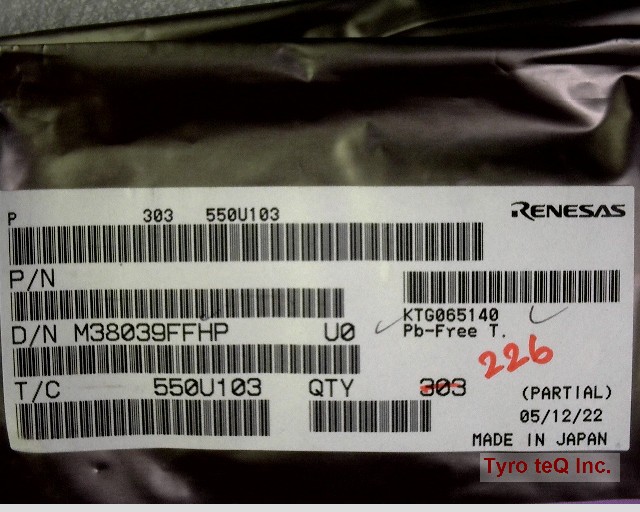 P 303 550U103
RENESAS
P/N
KTG065140
Pb-Free T.
D/N M38039FFHP U0
226
T/C 550U103 QTY 303
(PARTIAL)
05/12/22
MADE IN JAPAN
Tyro teQ Inc.